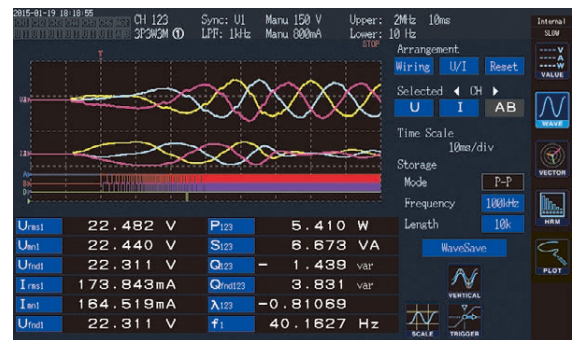 2015-01-19 18:18:55
CH 123 Sync: U1 Manu 150 V Upper: 2MHz 10ms Internal
3P3W3M ① LPF: 1kHz Manu 800mA Lower: 10 Hz SLOW
STOP
Arrangement
Wiring U/I Reset
V
A
W
VALUE
Selected ◀ CH ▶
U I AB
WAVE
Time Scale
10ms/div
Storage
Mode P-P
VECTOR
Frequency 100kHz
Length 10k
HRM
WaveSave
PLOT
VERTICAL
SCALE TRIGGER
Urms1 22.482 V P123 5.410 W
Umn1 22.440 V S123 6.673 VA
Ufnd1 22.311 V Q123 - 1.439 var
Irms1 173.843mA Qfnd123 3.831 var
Imn1 164.519mA λ123 -0.81069
Ufnd1 22.311 V f1 40.1627 Hz